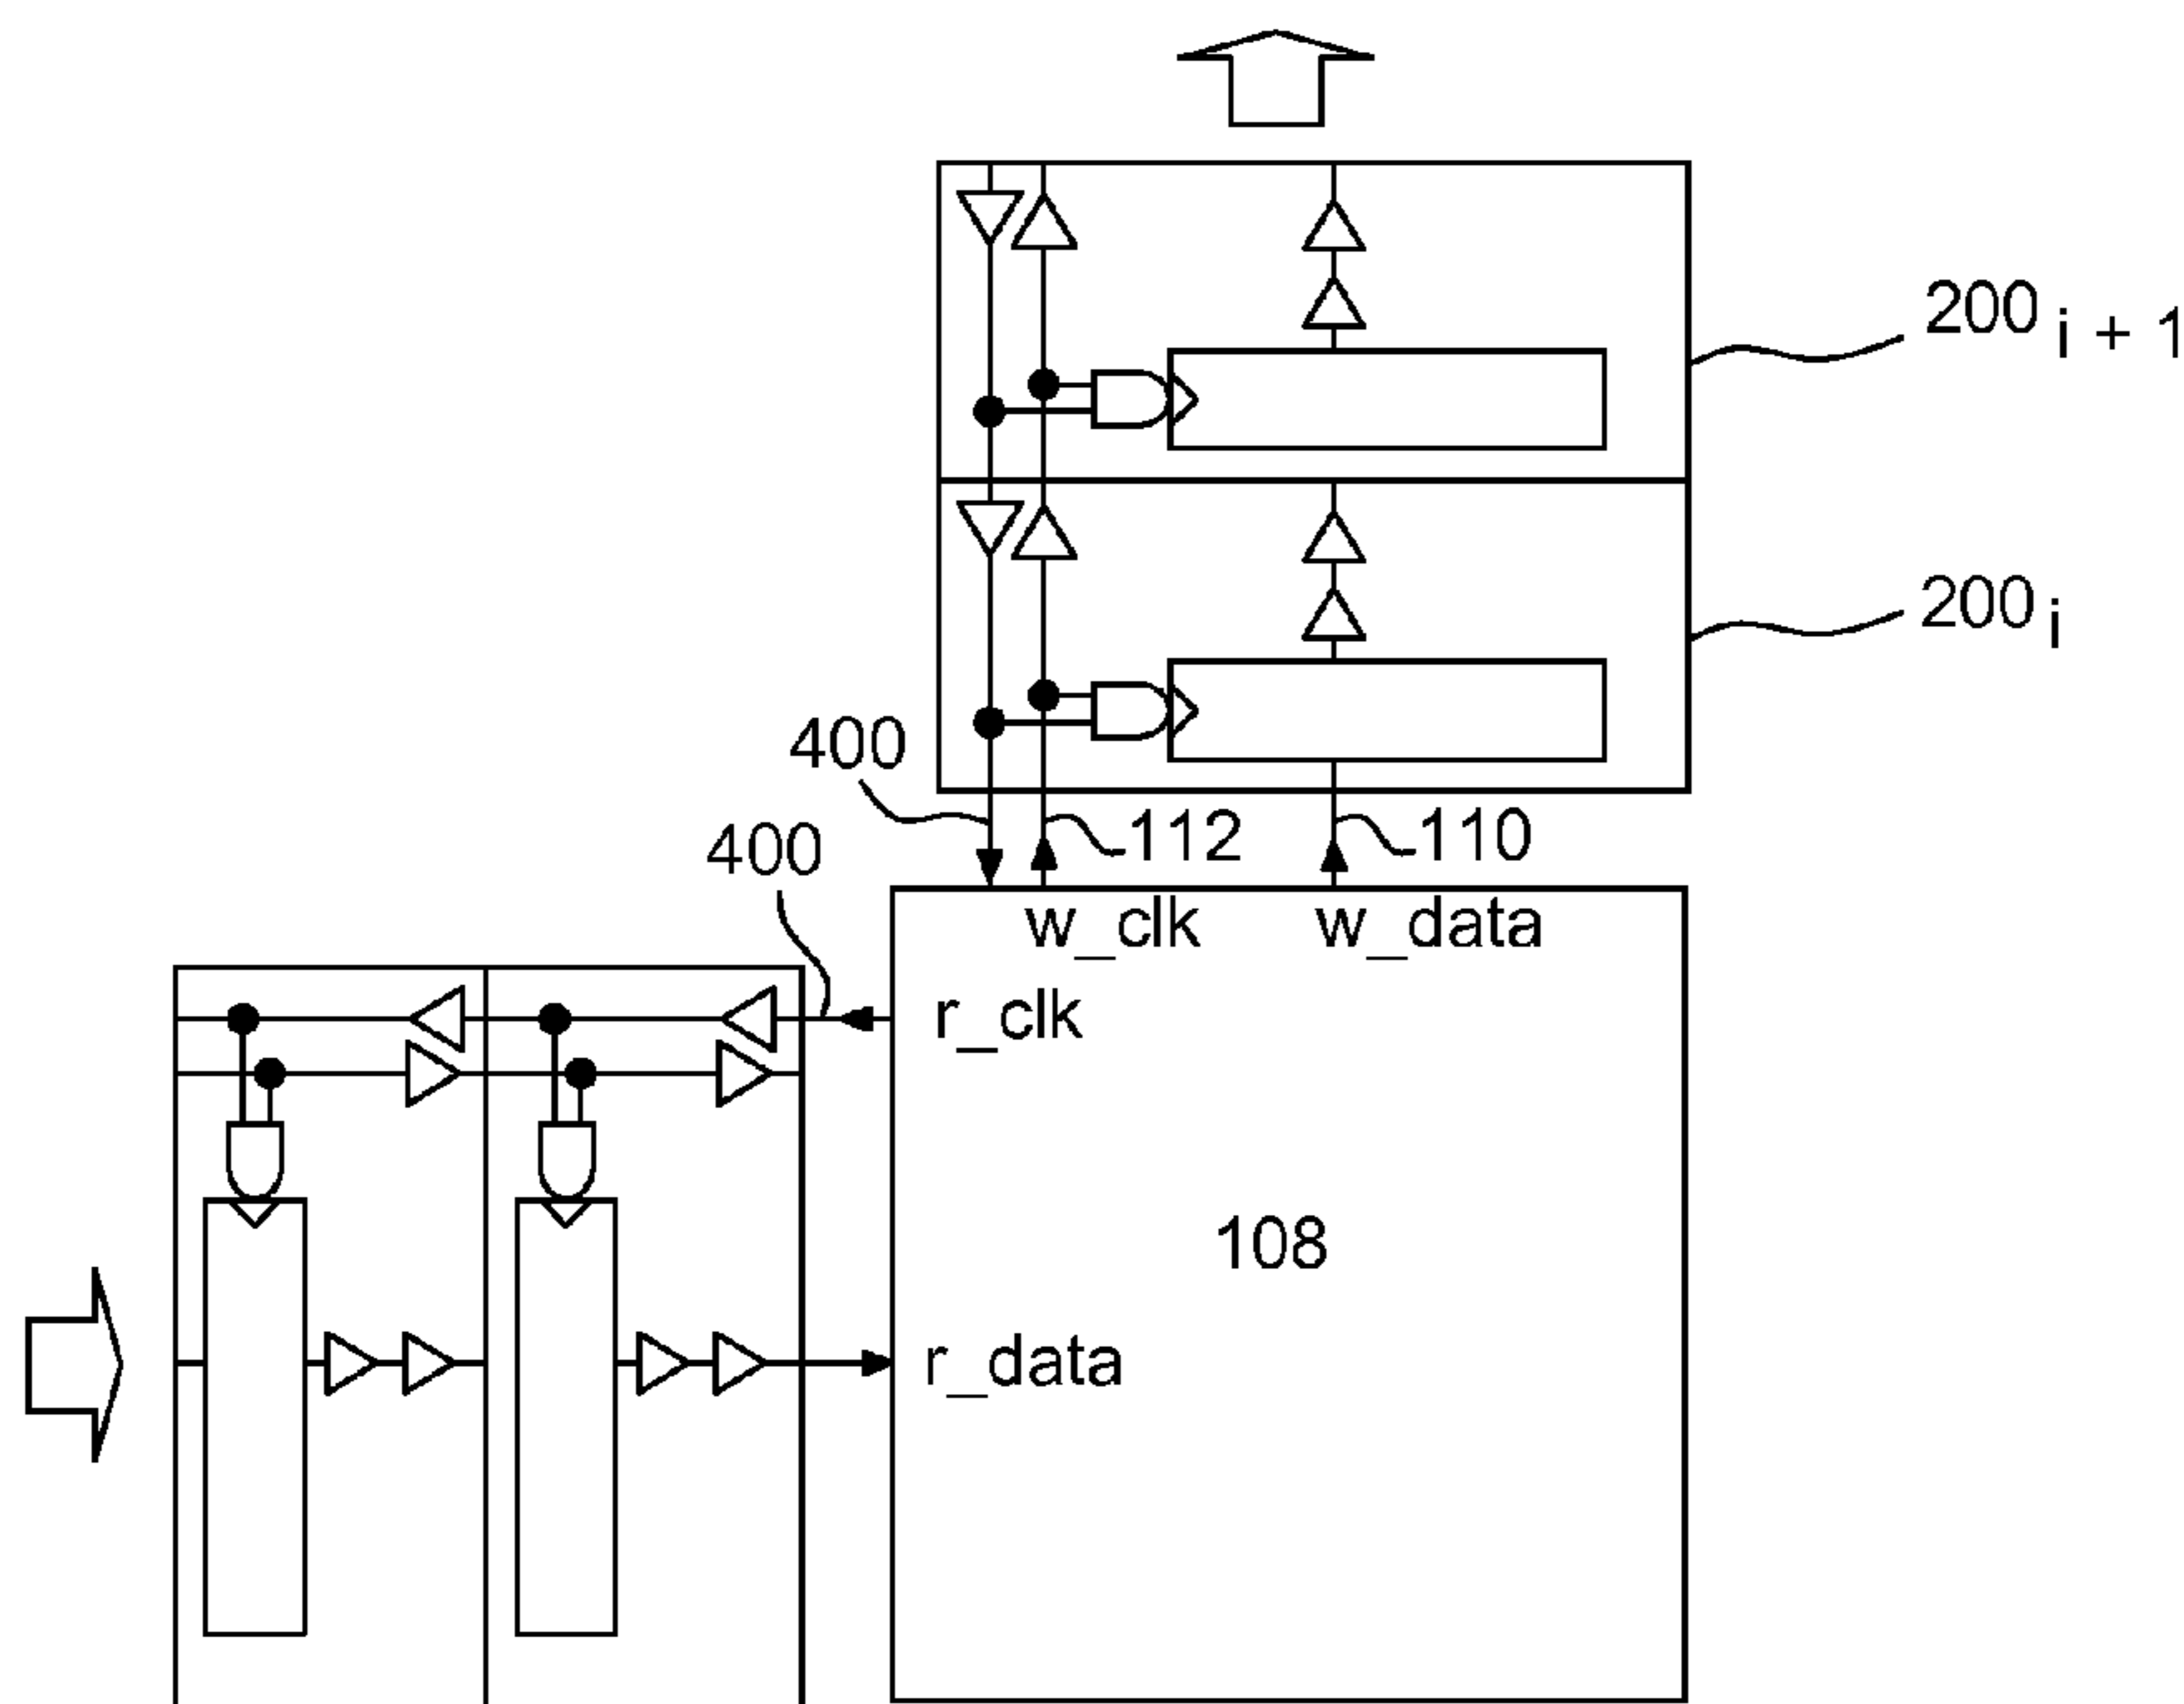 200 i + 1
200 i
400
112
110
400
w_clk
w_data
r_clk
108
r_data